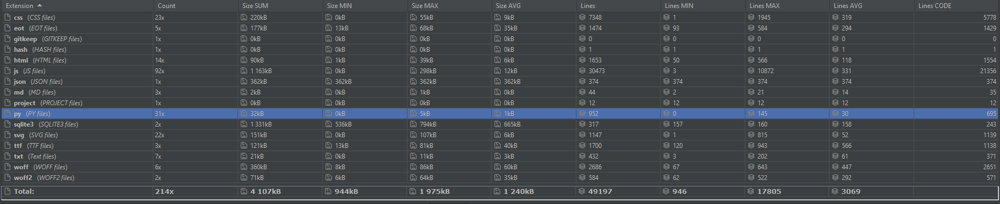 Extension Count Size SUM Size MIN Size MAX Size AVG Lines Lines MIN Lines MAX Lines AVG Lines CODE
css (CSS files) 23x 220kB 0kB 55kB 9kB 7348 1 1945 319 5778
eot (EOT files) 5x 177kB 13kB 68kB 35kB 1474 93 584 294 1429
gitkeep (GITKEEP files) 1x 0kB 0kB 0kB 0kB 0 0 0 0 0
hash (HASH files) 1x 0kB 0kB 0kB 0kB 1 1 1 1 1
html (HTML files) 14x 90kB 1kB 39kB 6kB 1653 50 566 118 1554
js (JS files) 92x 1 163kB 0kB 298kB 12kB 30473 3 10872 331 21356
json (JSON files) 1x 362kB 362kB 362kB 362kB 374 374 374 374 374
md (MD files) 3x 2kB 0kB 1kB 0kB 44 2 21 14 35
project (PROJECT files) 1x 0kB 0kB 0kB 0kB 12 12 12 12 12
py (PY files) 31x 32kB 0kB 5kB 1kB 952 0 145 30 695
sqlite3 (SQLITE3 files) 2x 1 331kB 536kB 794kB 665kB 317 157 160 158 243
svg (SVG files) 22x 151kB 0kB 107kB 6kB 1147 1 815 52 1139
ttf (TTF files) 3x 121kB 13kB 81kB 40kB 1700 120 943 566 1138
txt (Text files) 7x 21kB 0kB 11kB 3kB 432 3 202 61 371
woff (WOFF files) 6x 360kB 8kB 86kB 60kB 2686 67 643 447 2651
woff2 (WOFF2 files) 2x 71kB 6kB 64kB 35kB 584 62 522 292 571
Total: 214x 4 107kB 944kB 1 975kB 1 240kB 49197 946 17805 3069